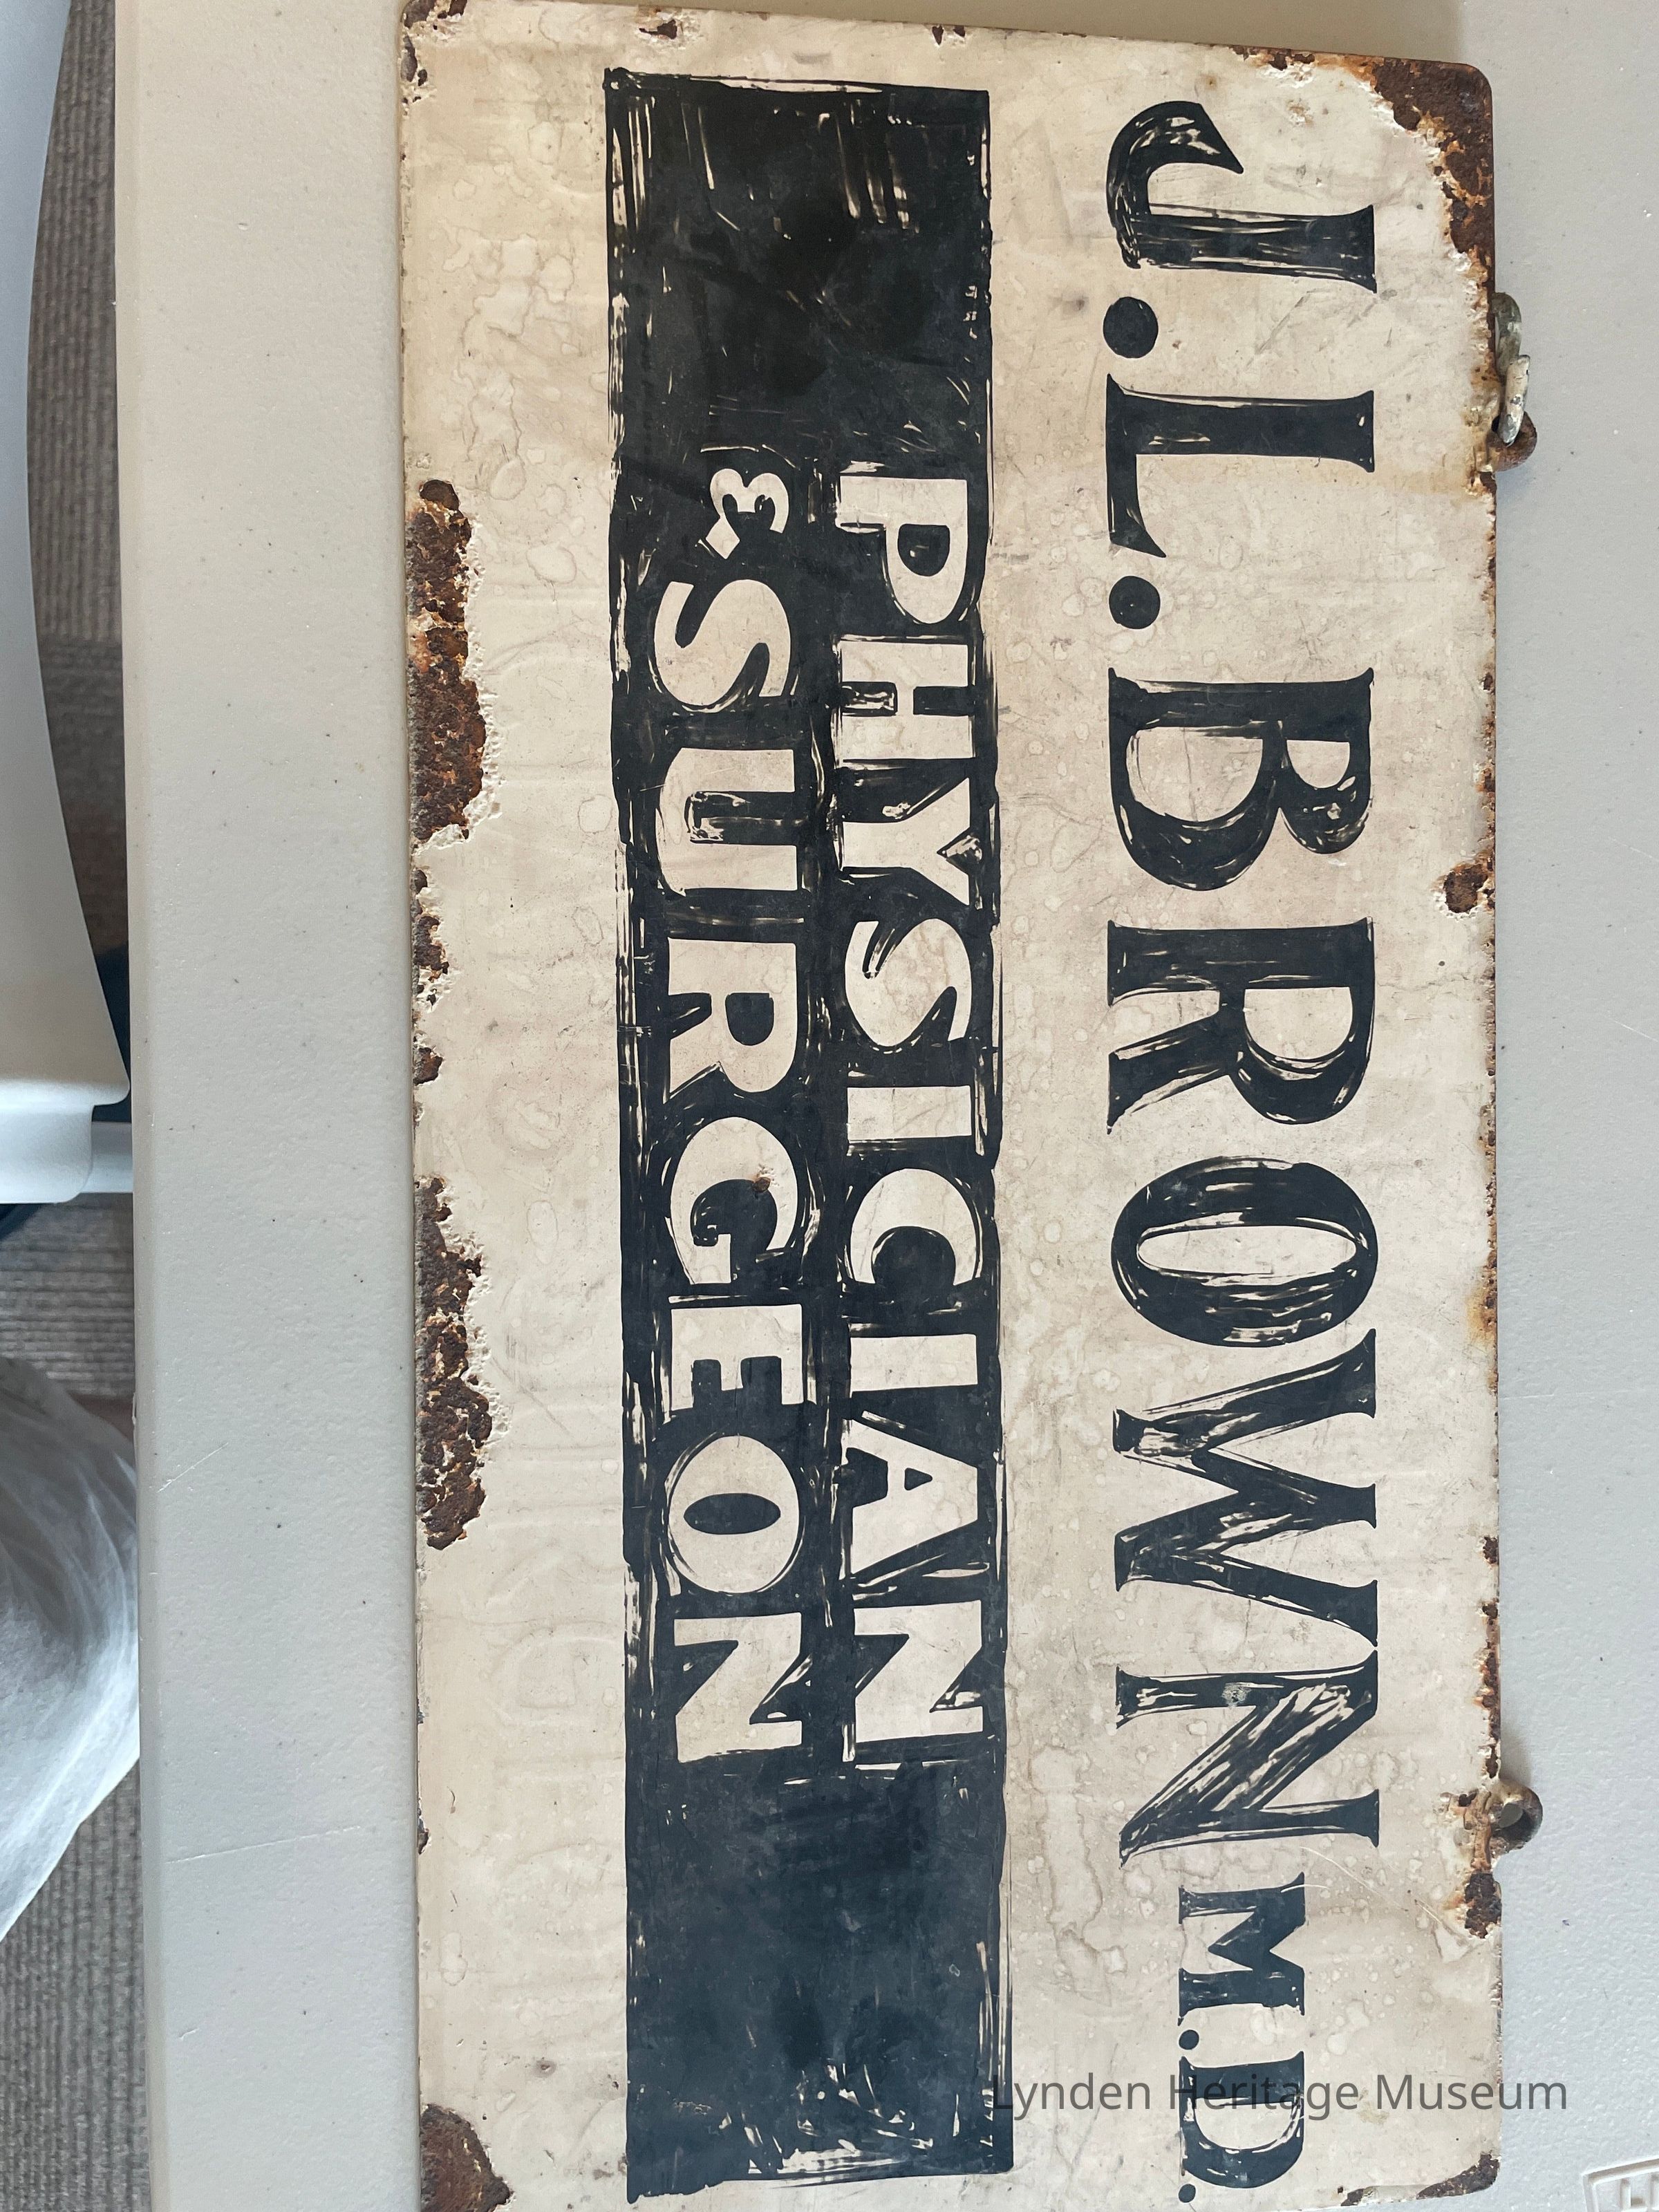 J.L.BROWN M.D.
PHYSICIAN
& SURGEON
Lynden Heritage Museum